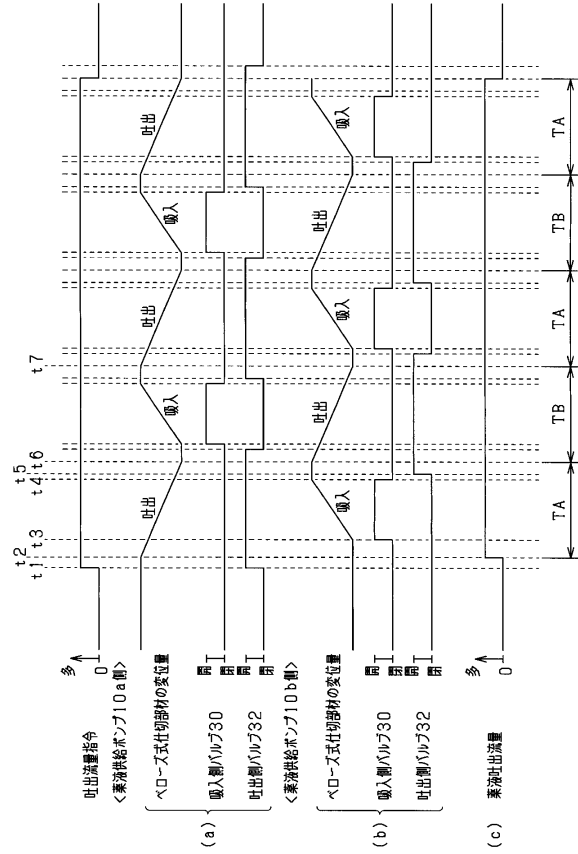 t1
t2
t3
t4
t5
t6
t7
吐出流量指令
多
0
<薬液供給ポンプ10a側>
(a)
ベローズ式仕切部材の変位量
吐出
吸入
吐出
吸入
吐出
吸入側バルブ30
開
閉
吐出側バルブ32
開
閉
<薬液供給ポンプ10b側>
(b)
ベローズ式仕切部材の変位量
吸入
吐出
吸入
吐出
吸入
吸入側バルブ30
開
閉
吐出側バルブ32
開
閉
(c)
薬液吐出流量
多
0
TA
TB
TA
TB
TA